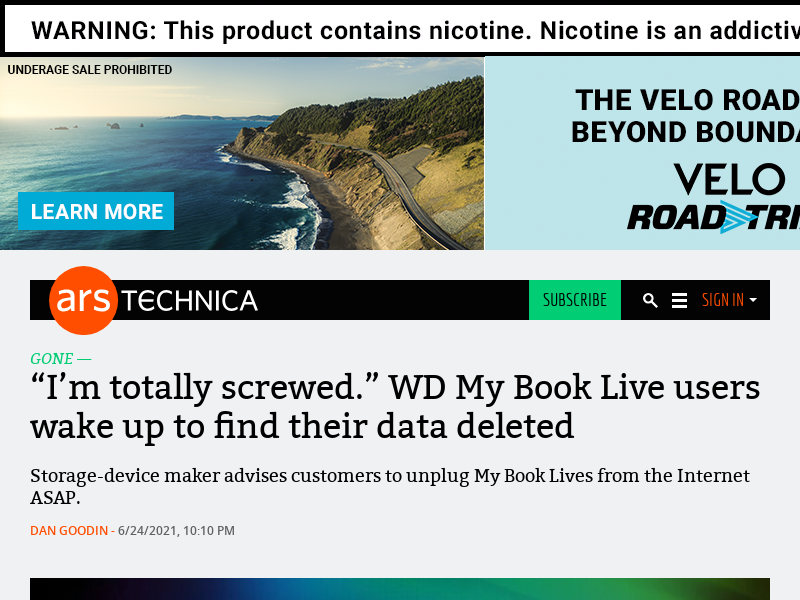 WARNING: This product contains nicotine. Nicotine is an
UNDERAGE SALE PROHIBITED
LEARN MORE
THE VELO ROAD
BEYOND
VELO
ROAD
ars TECHNICA
SUBSCRIBE
SIGN IN
GONE —
“I’m totally screwed.” WD My Book Live users
wake up to find their data deleted
Storage-device maker advises customers to unplug My Book Lives from the Internet
ASAP.
DAN GOODIN - 6/24/2021, 10:10 PM